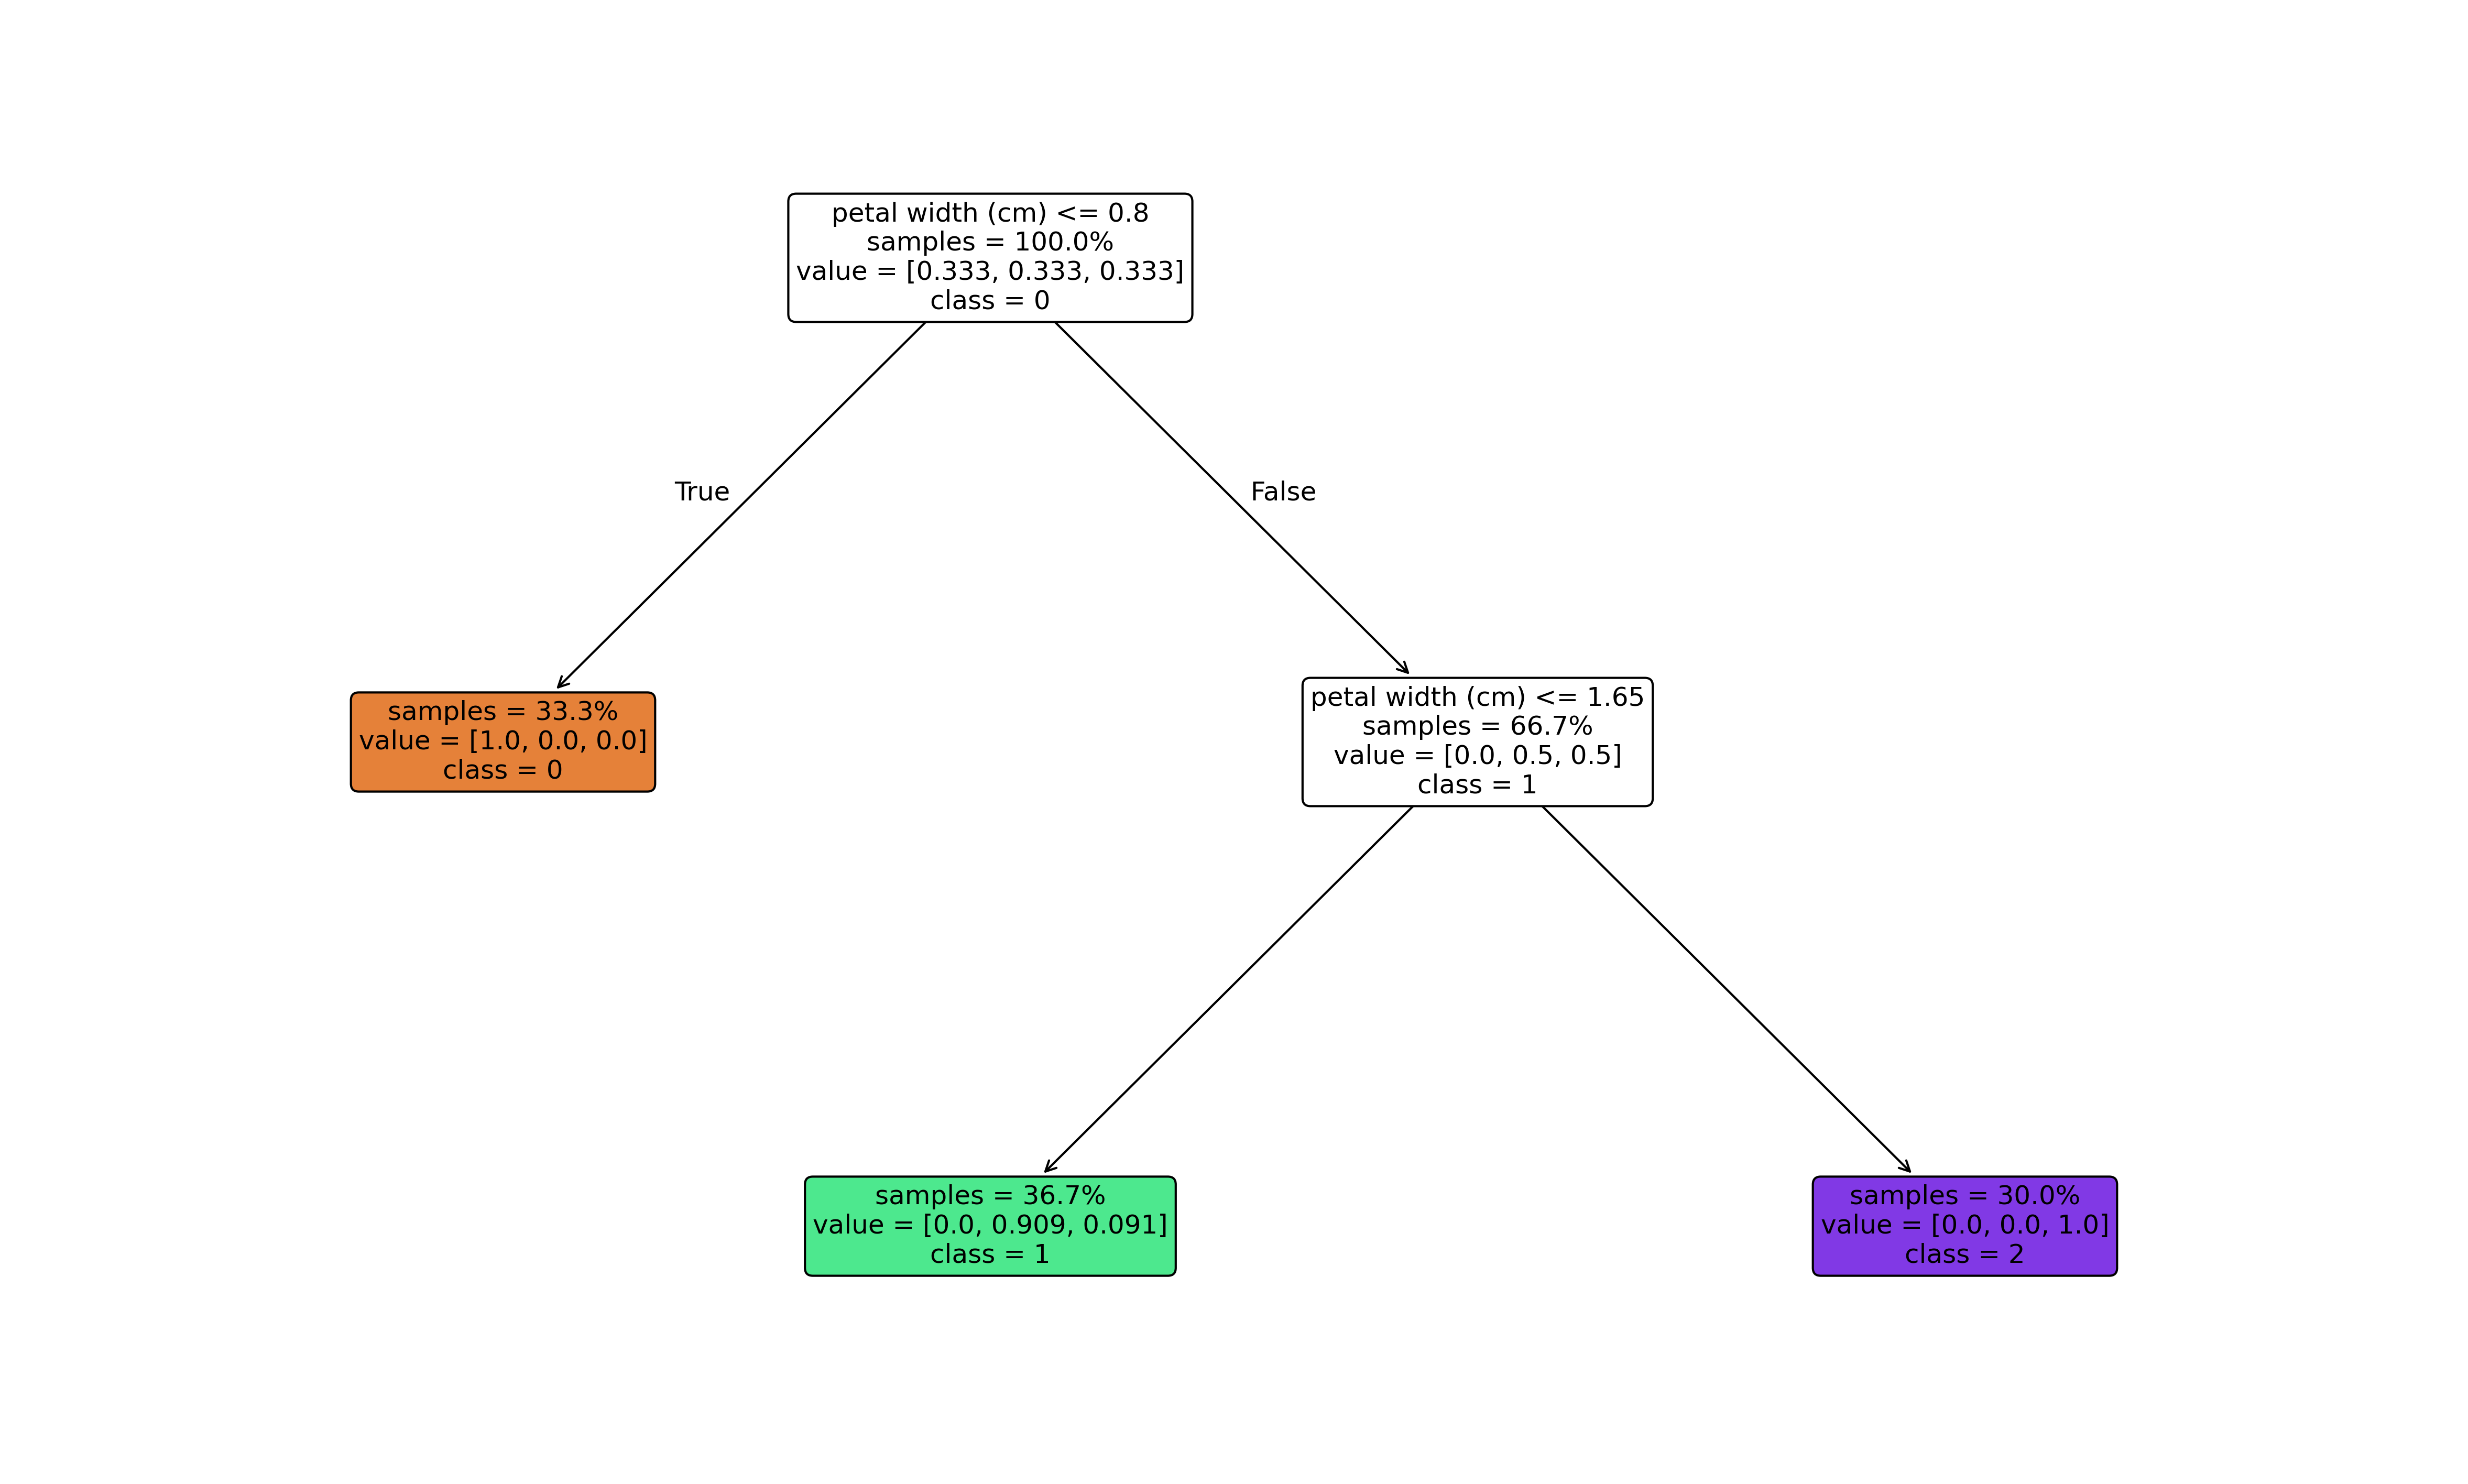 petal width (cm) <= 0.8
samples = 100.0%
value = [0.333, 0.333, 0.333]
class = 0
True
False
samples = 33.3%
value = [1.0, 0.0, 0.0]
class = 0
petal width (cm) <= 1.65
samples = 66.7%
value = [0.0, 0.5, 0.5]
class = 1
samples = 36.7%
value = [0.0, 0.909, 0.091]
class = 1
samples = 30.0%
value = [0.0, 0.0, 1.0]
class = 2